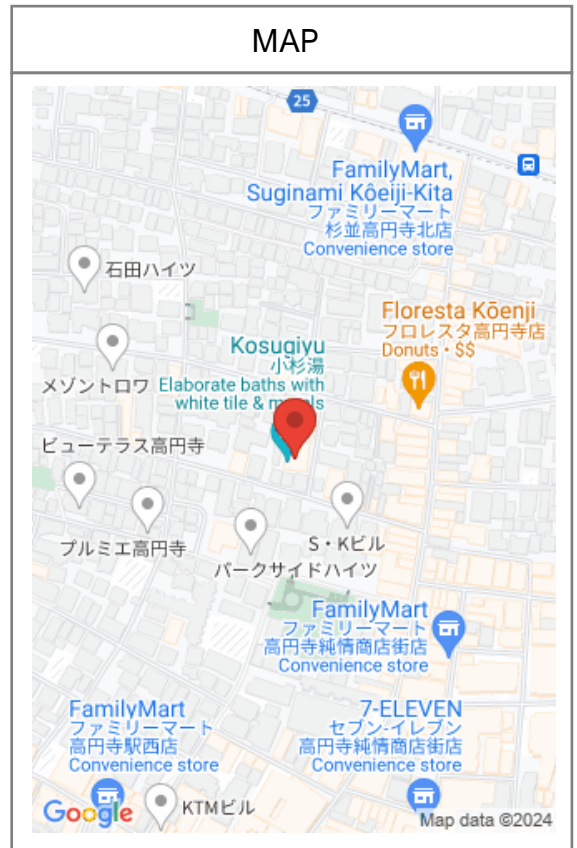 MAP
25
FamilyMart,
Suginami Kôeiji-Kita
ファミリーマート
杉並高円寺北店
Convenience store
石田ハイツ
Floresta Kōenji
フロレスタ高円寺店
Donuts • $$
Kosugiyu
小杉湯
Elaborate baths with
white tile &
メゾントロワ
ビューテラス高円寺
S・Kビル
プルミエ高円寺
パークサイドハイツ
FamilyMart
ファミリーマート
高円寺純情商店街店
Convenience store
FamilyMart
ファミリーマート
高円寺駅西店
Convenience store
7-ELEVEN
セブン-イレブン
高円寺純情商店街店
Convenience store
KTMビル
Google
Map data ©2024